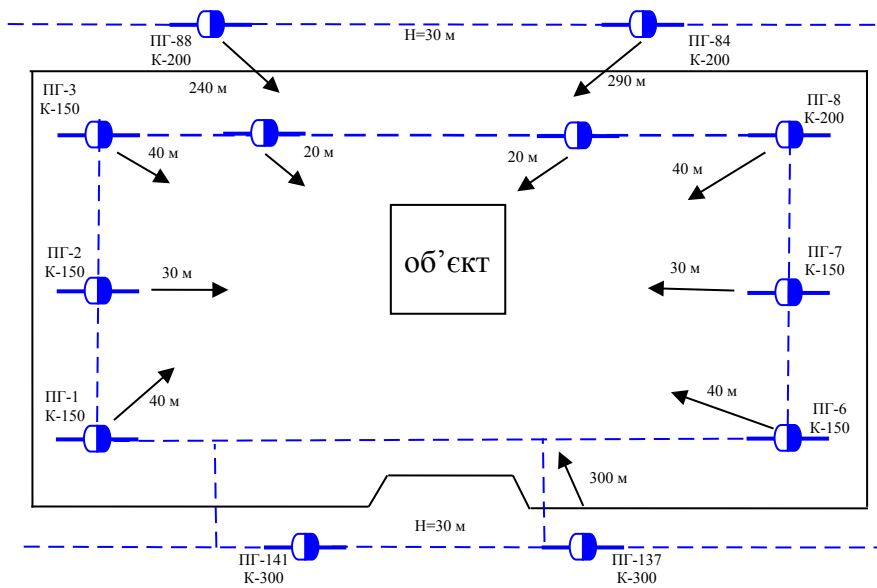 Н=30 м
ПГ-88
К-200
ПГ-84
К-200
240 м
290 м
ПГ-3
К-150
ПГ-8
К-200
40 м
20 м
20 м
40 м
ПГ-2
К-150
30 м
об’єкт
30 м
ПГ-7
К-150
ПГ-1
К-150
40 м
40 м
ПГ-6
К-150
300 м
Н=30 м
ПГ-141
К-300
ПГ-137
К-300